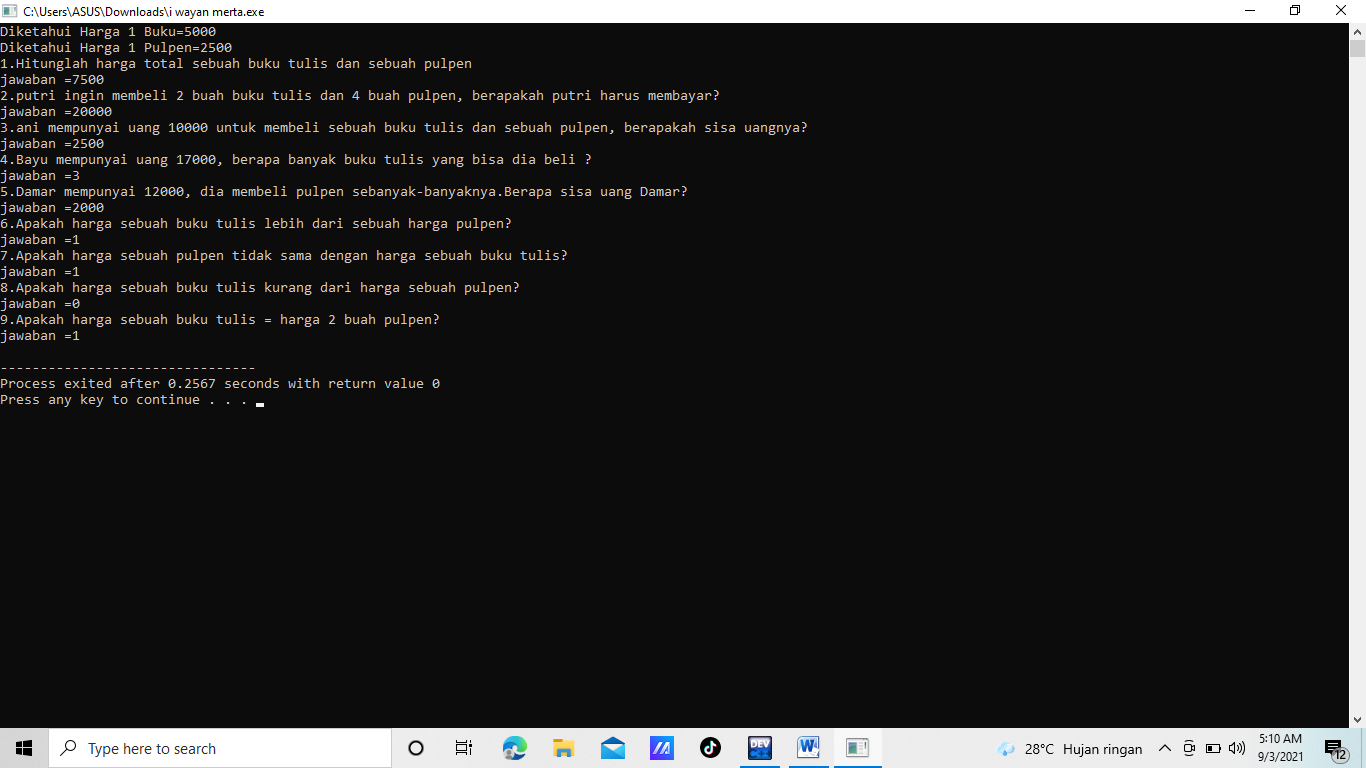 C:\Users\ASUS\Downloads\i wayan merta.exe
Diketahui Harga 1 Buku=5000
Diketahui Harga 1 Pulpen=2500
1.Hitunglah harga total sebuah buku tulis dan sebuah pulpen
jawaban =7500
2.putri ingin membeli 2 buah buku tulis dan 4 buah pulpen, berapakah putri harus membayar?
jawaban =20000
3.ani mempunyai uang 10000 untuk membeli sebuah buku tulis dan sebuah pulpen, berapakah sisa uangnya?
jawaban =2500
4.Bayu mempunyai uang 17000, berapa banyak buku tulis yang bisa dia beli ?
jawaban =3
5.Damar mempunyai 12000, dia membeli pulpen sebanyak-banyaknya.Berapa sisa uang Damar?
jawaban =2000
6.Apakah harga sebuah buku tulis lebih dari sebuah harga pulpen?
jawaban =1
7.Apakah harga sebuah pulpen tidak sama dengan harga sebuah buku tulis?
jawaban =1
8.Apakah harga sebuah buku tulis kurang dari harga sebuah pulpen?
jawaban =0
9.Apakah harga sebuah buku tulis = harga 2 buah pulpen?
jawaban =1
--------------------------------
Process exited after 0.2567 seconds with return value 0
Press any key to continue . . .
Type here to search
DEV
W
28°C Hujan ringan
5:10 AM
9/3/2021
12